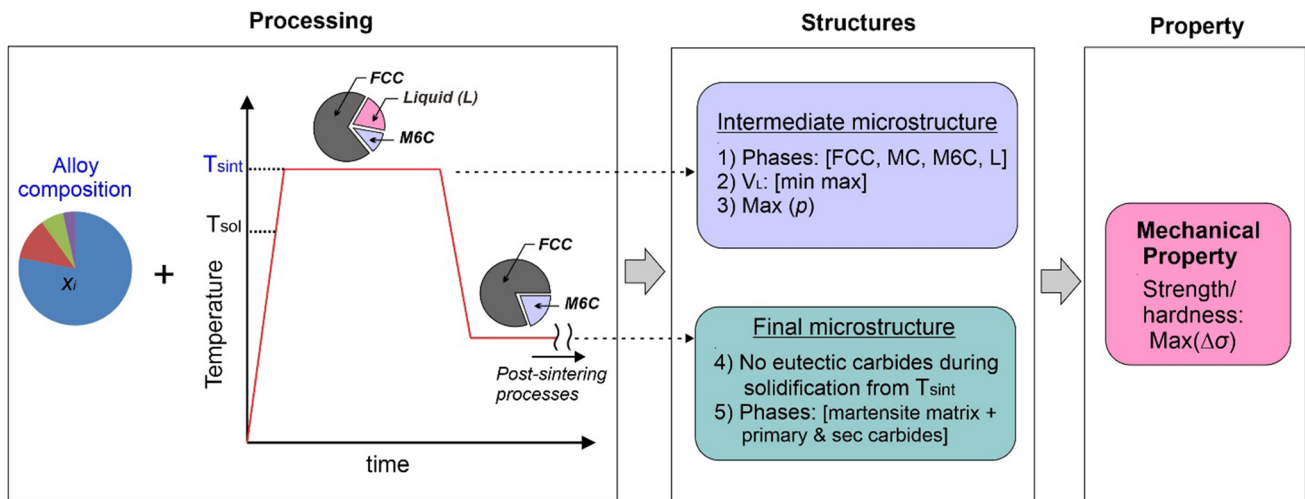 Processing
Structures
Property
Alloy
composition
xi
+
Temperature
Tsint
Tsol
FCC
Liquid (L)
M6C
FCC
M6C
Post-sintering
processes
time
Intermediate microstructure
1) Phases: [FCC, MC, M6C, L]
2) VL: [min max]
3) Max (p)
Final microstructure
4) No eutectic carbides during
solidification from Tsint
5) Phases: [martensite matrix +
primary & sec carbides]
Mechanical
Property
Strength/
hardness:
Max(Δσ)